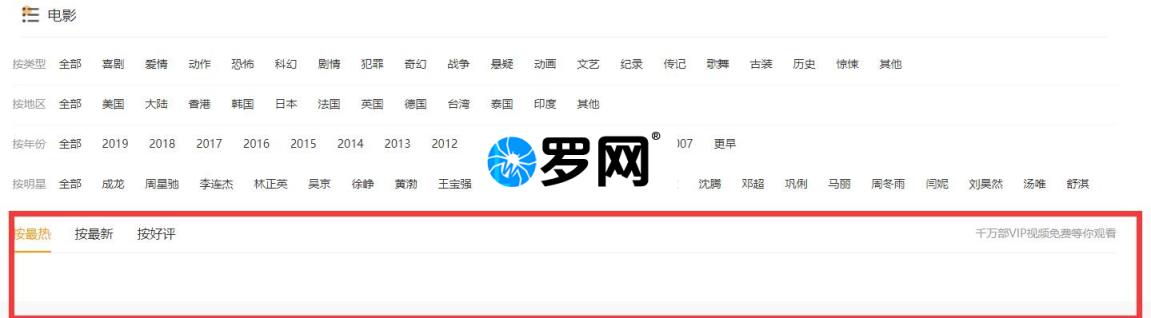 电影
按类型 全部 喜剧 爱情 动作 恐怖 科幻 剧情 犯罪 奇幻 战争 悬疑 动画 文艺 纪录 传记 歌舞 古装 历史 惊悚 其他
按地区 全部 美国 大陆 香港 韩国 日本 法国 英国 德国 台湾 泰国 印度 其他
按年份 全部 2019 2018 2017 2016 2015 2014 2013 2012 007 更早
罗网®
按明星 全部 成龙 周星驰 李连杰 林正英 吴京 徐峥 黄渤 王宝强 沈腾 邓超 巩俐 马丽 周冬雨 闫妮 刘昊然 汤唯 舒淇
按最热 按最新 按好评 千万部VIP视频免费等你观看